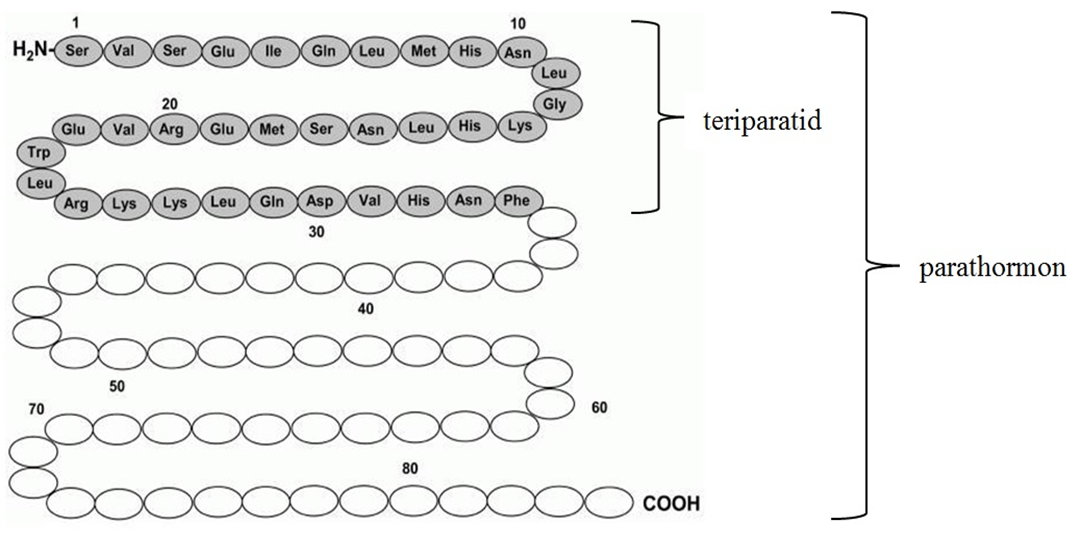 1 10
H₂N- Ser Val Ser Glu Ile Gln Leu Met His Asn
Leu
Gly
teriparatid
20
Glu Val Arg Glu Met Ser Asn Leu His Lys
Trp
Leu
Arg Lys Lys Leu Gln Asp Val His Asn Phe
30
parathormon
40
50
70 60
80
COOH